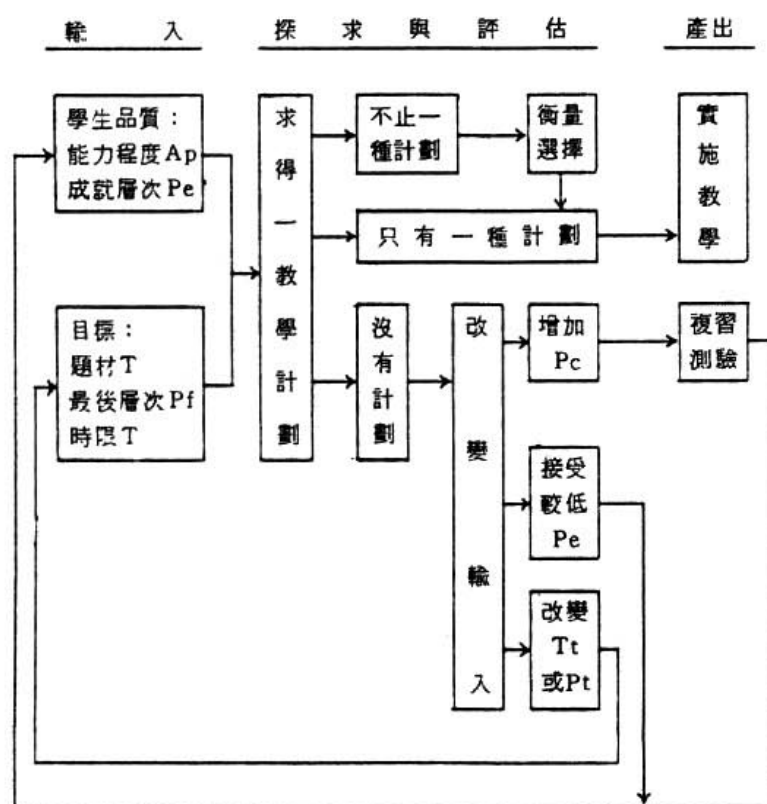 輸入
探求與評估
產出
學生品質：
能力程度Ap
成就層次Pe
目標：
題材T
最後層次Pf
時限T
求得一教學計劃
不止一
種計劃
衡量
選擇
只有一種計劃
沒有計劃
改變輸入
增加
Pc
接受
較低
Pe
改變
Tt
或Pt
實施教學
複習
測驗